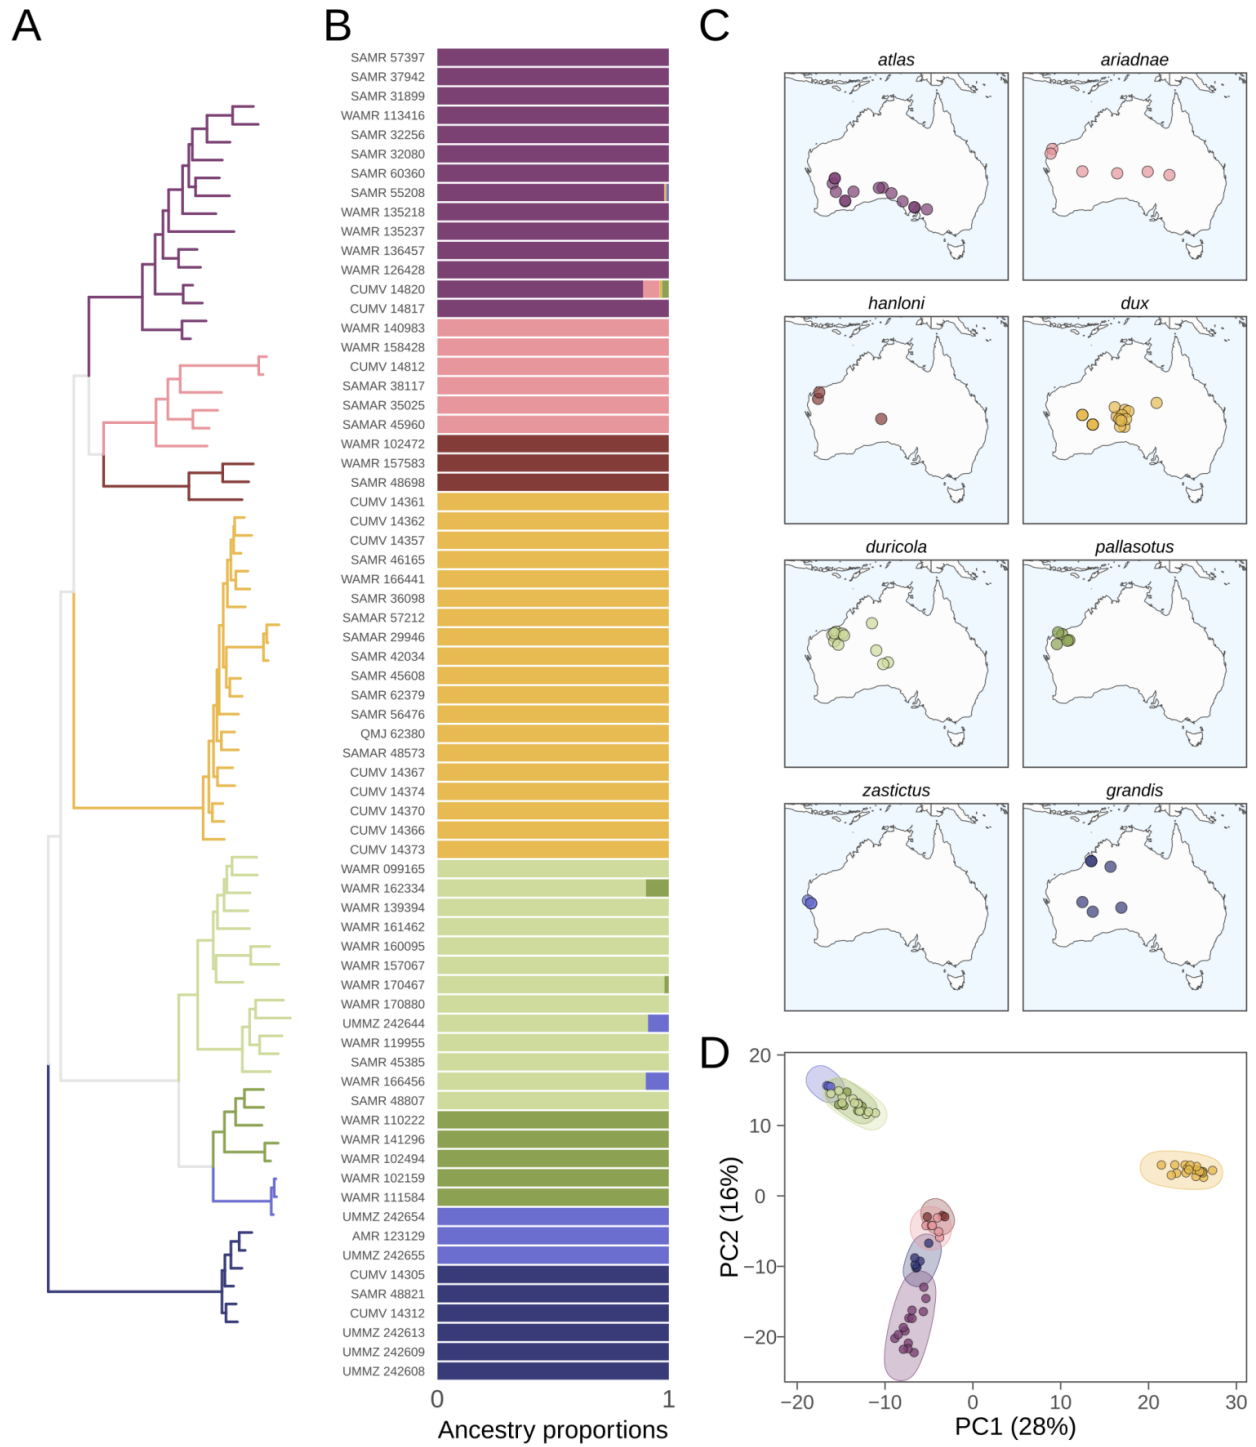 A
B
C
SAMR 57397
SAMR 37942
SAMR 31899
WAMR 113416
SAMR 32256
SAMR 32080
SAMR 60360
SAMR 55208
WAMR 135218
WAMR 135237
WAMR 136457
WAMR 126428
CUMV 14820
CUMV 14817
WAMR 140983
WAMR 158428
CUMV 14812
SAMAR 38117
SAMAR 35025
SAMAR 45960
WAMR 102472
WAMR 157583
SAMR 48698
CUMV 14361
CUMV 14362
CUMV 14357
SAMR 46165
WAMR 166441
SAMR 36098
SAMAR 57212
SAMAR 29946
SAMR 42034
SAMR 45608
SAMR 62379
SAMR 56476
QMJ 62380
SAMAR 48573
CUMV 14367
CUMV 14374
CUMV 14370
CUMV 14366
CUMV 14373
WAMR 099165
WAMR 162334
WAMR 139394
WAMR 161462
WAMR 160095
WAMR 157067
WAMR 170467
WAMR 170880
UMMZ 242644
WAMR 119955
SAMR 45385
WAMR 166456
SAMR 48807
WAMR 110222
WAMR 141296
WAMR 102494
WAMR 102159
WAMR 111584
UMMZ 242654
AMR 123129
UMMZ 242655
CUMV 14305
SAMR 48821
CUMV 14312
UMMZ 242613
UMMZ 242609
UMMZ 242608
0 1
Ancestry proportions
atlas ariadnae
hanloni dux
duricola pallasotus
zastictus grandis
D
20
10
0
−10
−20
PC2 (16%)
−20 −10 0 10 20 30
PC1 (28%)